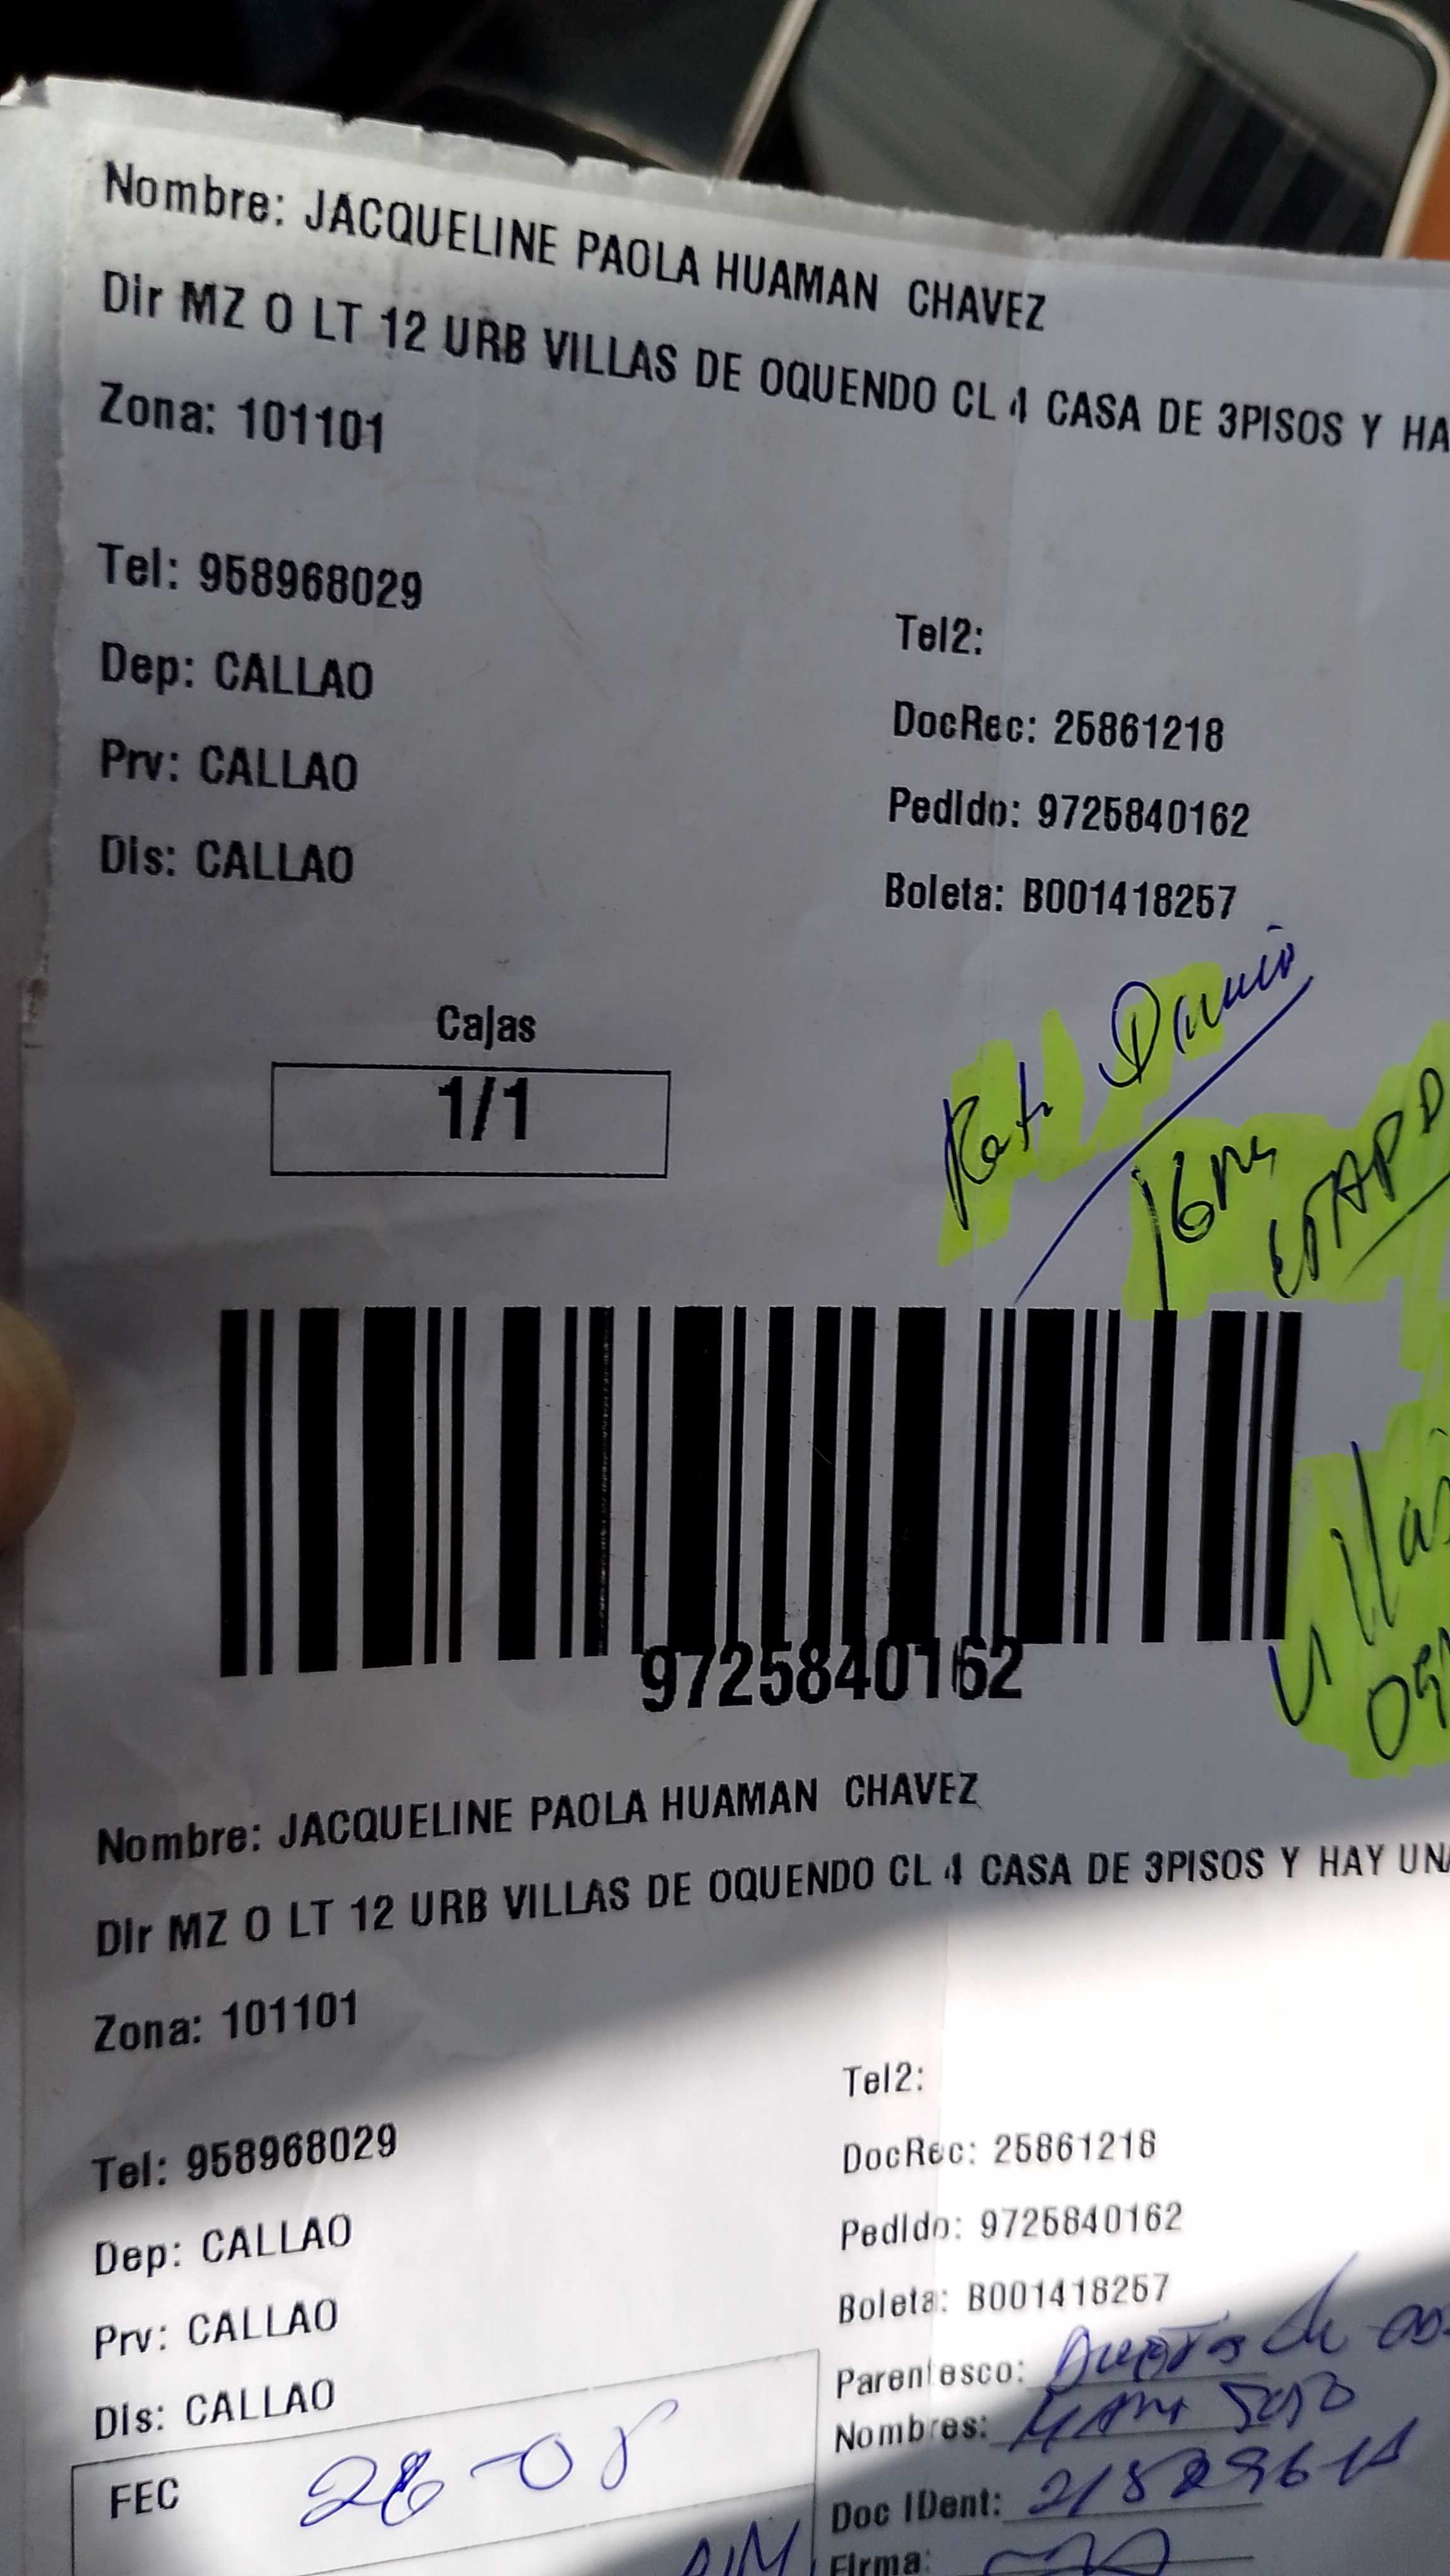 Nombre: JACQUELINE PAOLA HUAMAN CHAVEZ
Dir MZ O LT 12 URB VILLAS DE OQUENDO CL 4 CASA DE 3PISOS Y HA
Zona: 101101
Tel: 958968029
Tel2:
Dep: CALLAO
DocRec: 25861218
Prv: CALLAO
Pedido: 9725840162
Dis: CALLAO
Boleta: B001418257
Cajas
1/1
9725840162
Nombre: JACQUELINE PAOLA HUAMAN CHAVEZ
Dir MZ O LT 12 URB VILLAS DE OQUENDO CL 4 CASA DE 3PISOS Y HAY UNA
Zona: 101101
Tel2:
Tel: 958968029
DocRec: 25861218
Dep: CALLAO
Pedido: 9725840162
Prv: CALLAO
Boleta: B001418257
Dis: CALLAO
Parentesco:
Nombres:
FEC
Doc IDent:
Firma: